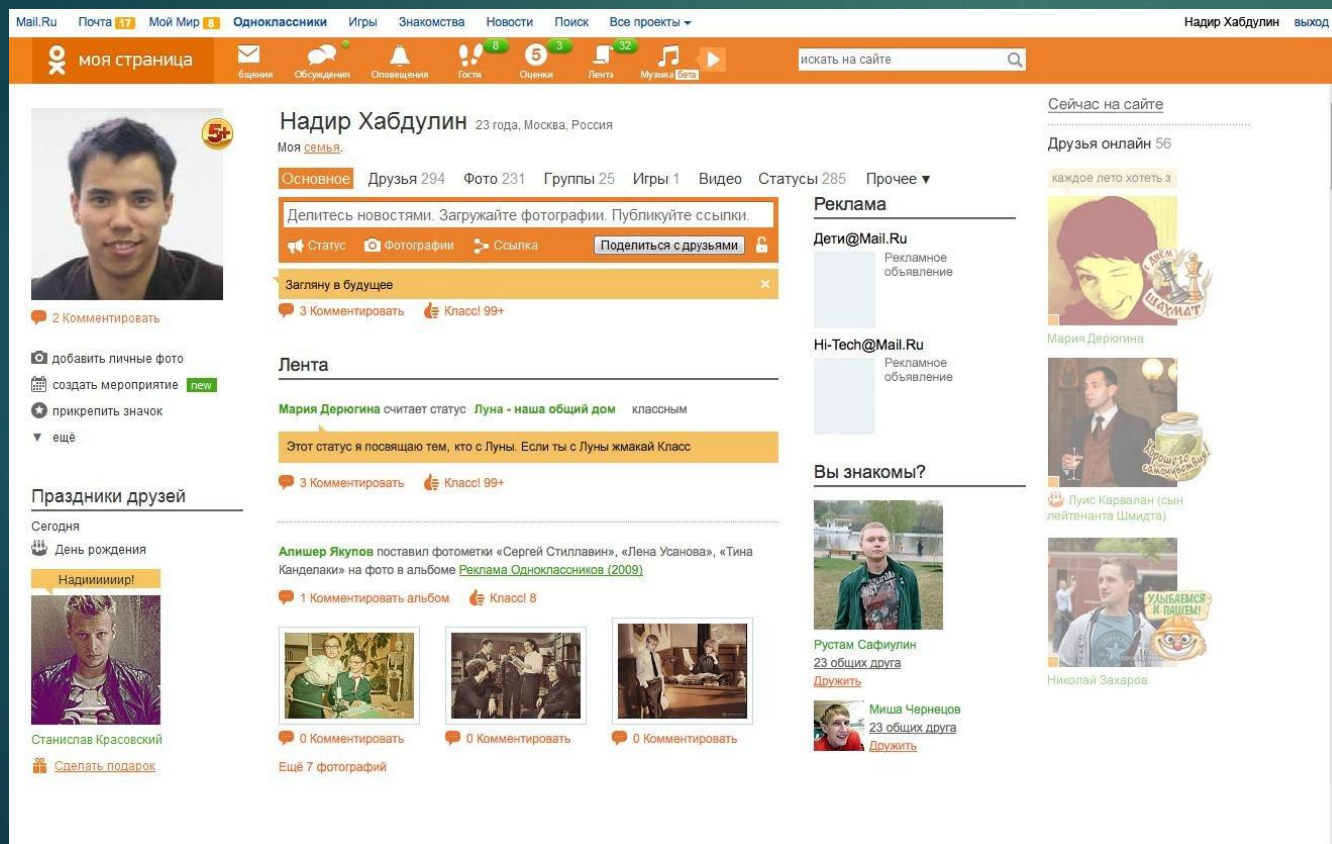 Mail.Ru Почта 17 Мой Мир 8 Одноклассники Игры Знакомства Новости Поиск Все проекты
Надир Хабдулин выход
моя страница
бщения Обсуждения Оповещения Гости 8 5 Оценки 3 Лента 32 Музыка Бета
искать на сайте
5+
2 Комментировать
добавить личные фото
создать мероприятие new
прикрепить значок
ещё
Праздники друзей
Сегодня
День рождения
Надиииииир!
Станислав Красовский
Сделать подарок
Надир Хабдулин 23 года, Москва, Россия
Моя семья.
Основное Друзья 294 Фото 231 Группы 25 Игры 1 Видео Статусы 285 Прочее
Делитесь новостями. Загружайте фотографии. Публикуйте ссылки.
Статус Фотографии Ссылка Поделиться с друзьями
Загляну в будущее
3 Комментировать Класс! 99+
Лента
Мария Дерюгина считает статус Луна - наша общий дом классным
Этот статус я посвящаю тем, кто с Луны. Если ты с Луны жмакай Класс
3 Комментировать Класс! 99+
Алишер Якупов поставил фотометки «Сергей Стиллавин», «Лена Усанова», «Тина
Канделаки» на фото в альбоме Реклама Одноклассников (2009)
1 Комментировать альбом Класс! 8
0 Комментировать 0 Комментировать 0 Комментировать
Ещё 7 фотографий
Реклама
Дети@Mail.Ru
Рекламное
объявление
Hi-Tech@Mail.Ru
Рекламное
объявление
Вы знакомы?
Рустам Сафиулин
23 общих друга
Дружить
Миша Чернецов
23 общих друга
Дружить
Сейчас на сайте
Друзья онлайн 56
каждое лето хотеть з
С ДНЕМ
ШАХМАТ
Мария Дерюгина
Хорошего
самочувствия!
Луис Карвалан (сын
лейтенанта Шмидта)
УЛЫБАЕМСЯ
И ПАШЕМ!
Николай Захаров